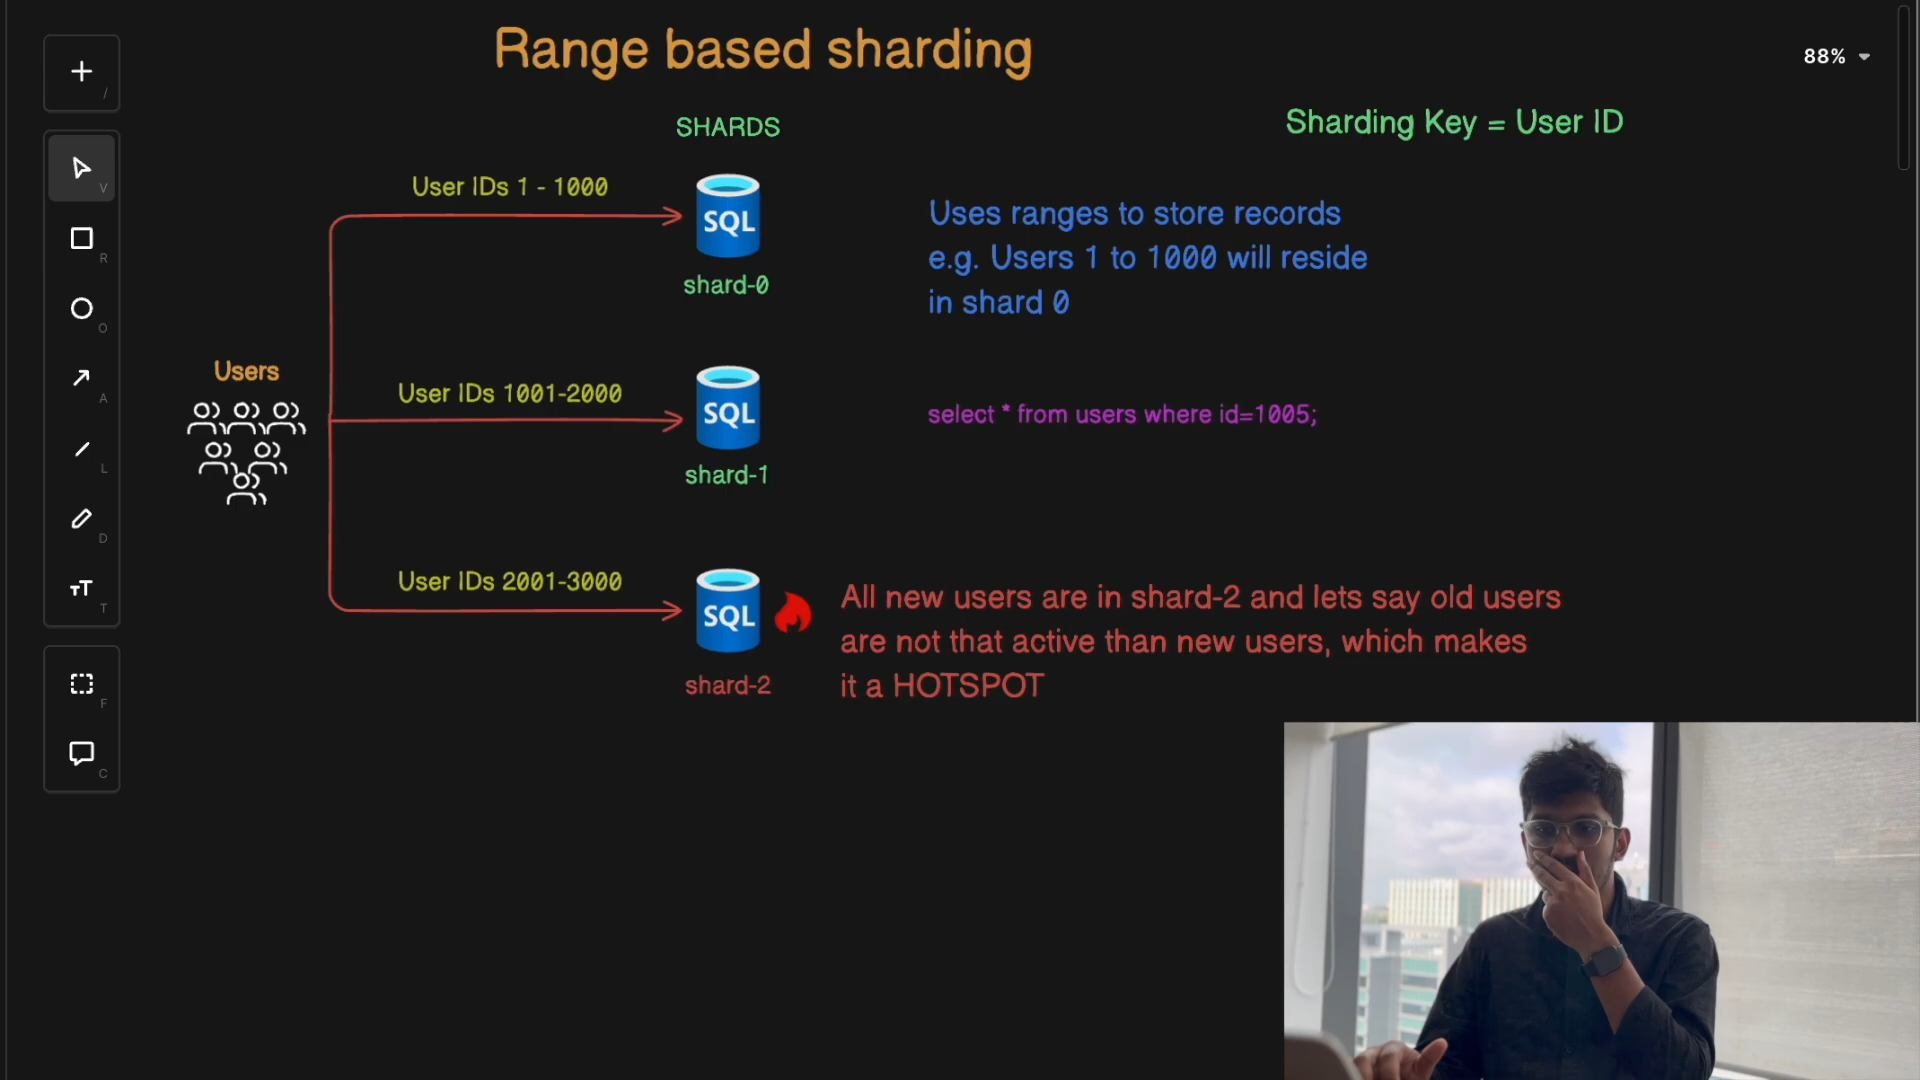 Range based sharding
88%
/
SHARDS
Sharding Key = User ID
V
User IDs 1 - 1000
SQL
Uses ranges to store records
e.g. Users 1 to 1000 will reside
in shard 0
R
shard-0
O
Users
User IDs 1001-2000
A
SQL
select * from users where id=1005;
L
shard-1
D
User IDs 2001-3000
T
SQL
All new users are in shard-2 and lets say old users
are not that active than new users, which makes
it a HOTSPOT
shard-2
F
C